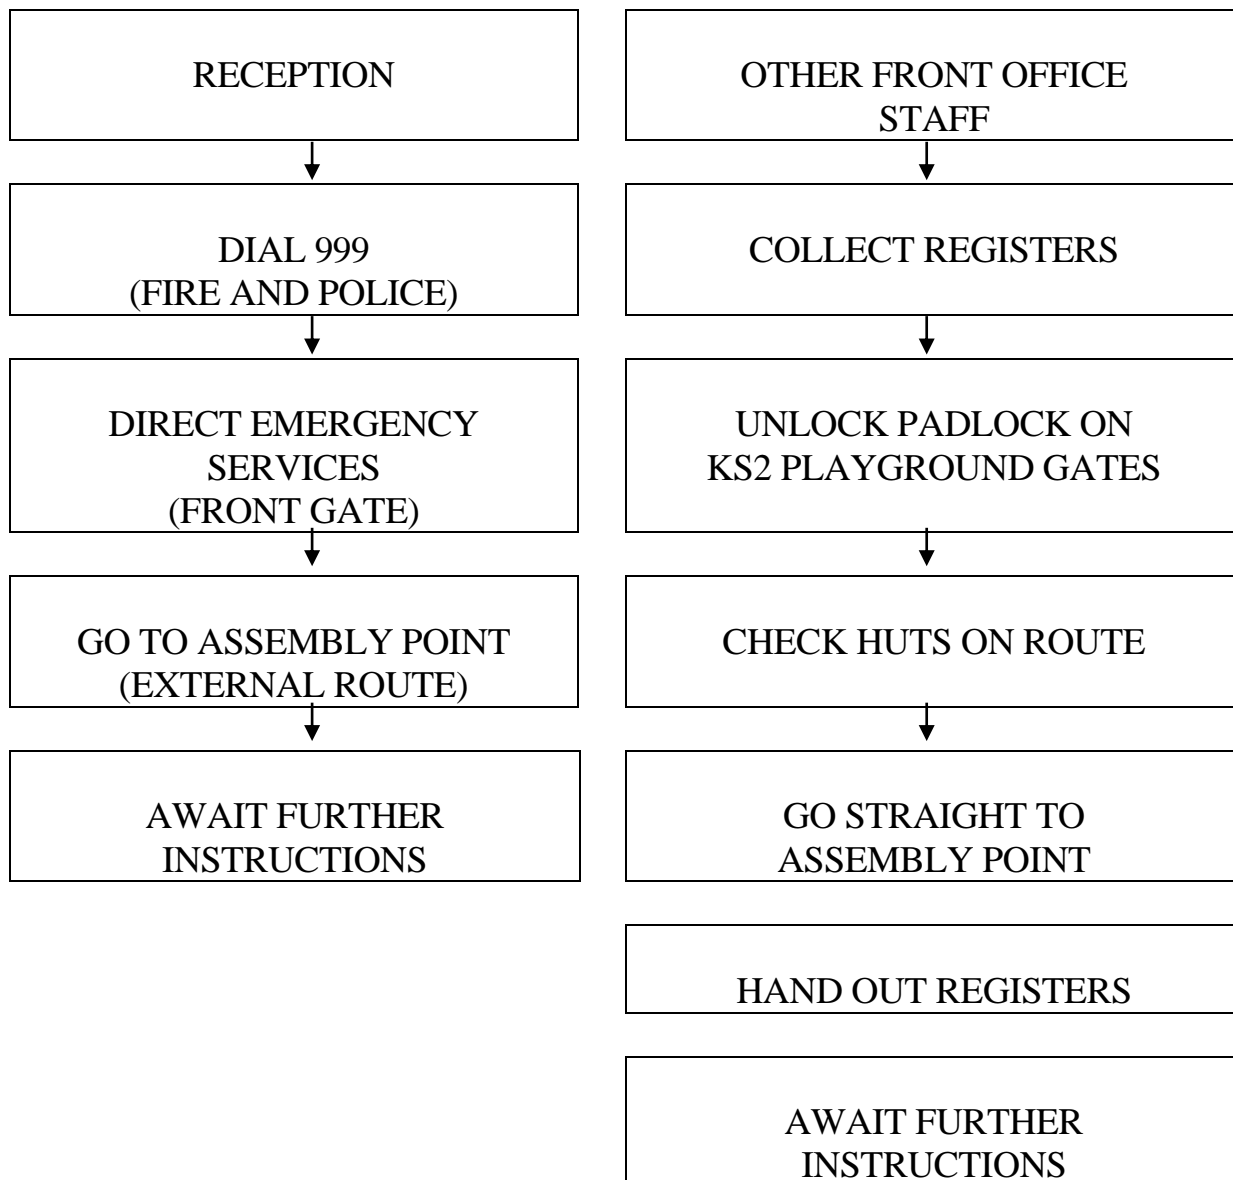 RECEPTION
DIAL 999
(FIRE AND POLICE)
DIRECT EMERGENCY
SERVICES
(FRONT GATE)
GO TO ASSEMBLY POINT
(EXTERNAL ROUTE)
AWAIT FURTHER
INSTRUCTIONS
OTHER FRONT OFFICE
STAFF
COLLECT REGISTERS
UNLOCK PADLOCK ON
KS2 PLAYGROUND GATES
CHECK HUTS ON ROUTE
GO STRAIGHT TO
ASSEMBLY POINT
HAND OUT REGISTERS
AWAIT FURTHER
INSTRUCTIONS